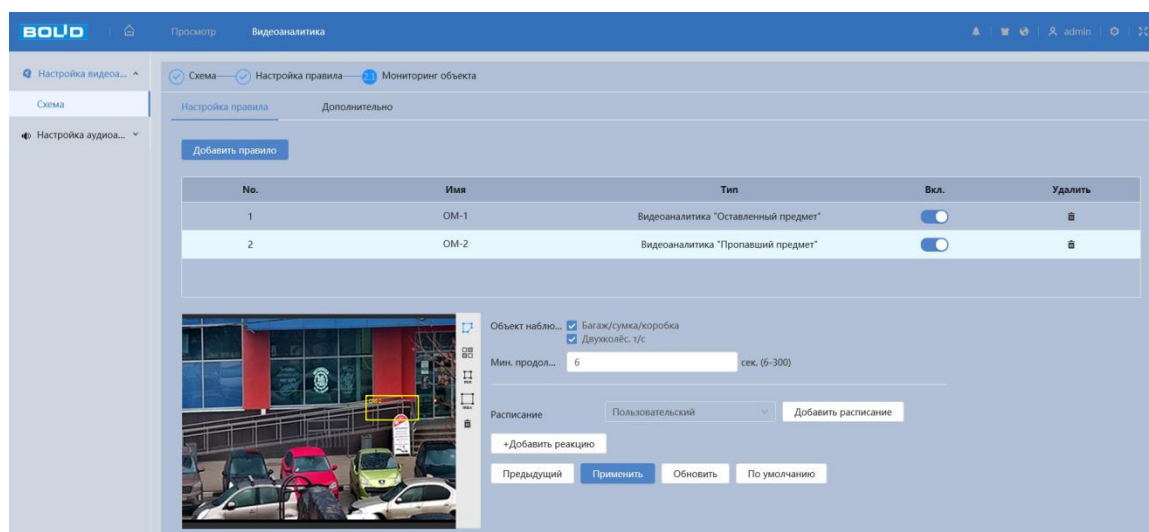 BOLID Просмотр Видеоаналитика admin
Настройка видеоа...
Схема
Настройка аудиоа...
Схема Настройка правила 2.1 Мониторинг объекта
Настройка правила Дополнительно
Добавить правило
No. Имя Тип Вкл. Удалить
1 OM-1 Видеоаналитика "Оставленный предмет"
2 OM-2 Видеоаналитика "Пропавший предмет"
OM-2
Объект наблю... Багаж/сумка/коробка
Двухколёс. т/с
Мин. продол... 6 сек. (6-300)
Расписание Пользовательский Добавить расписание
+Добавить реакцию
Предыдущий Применить Обновить По умолчанию